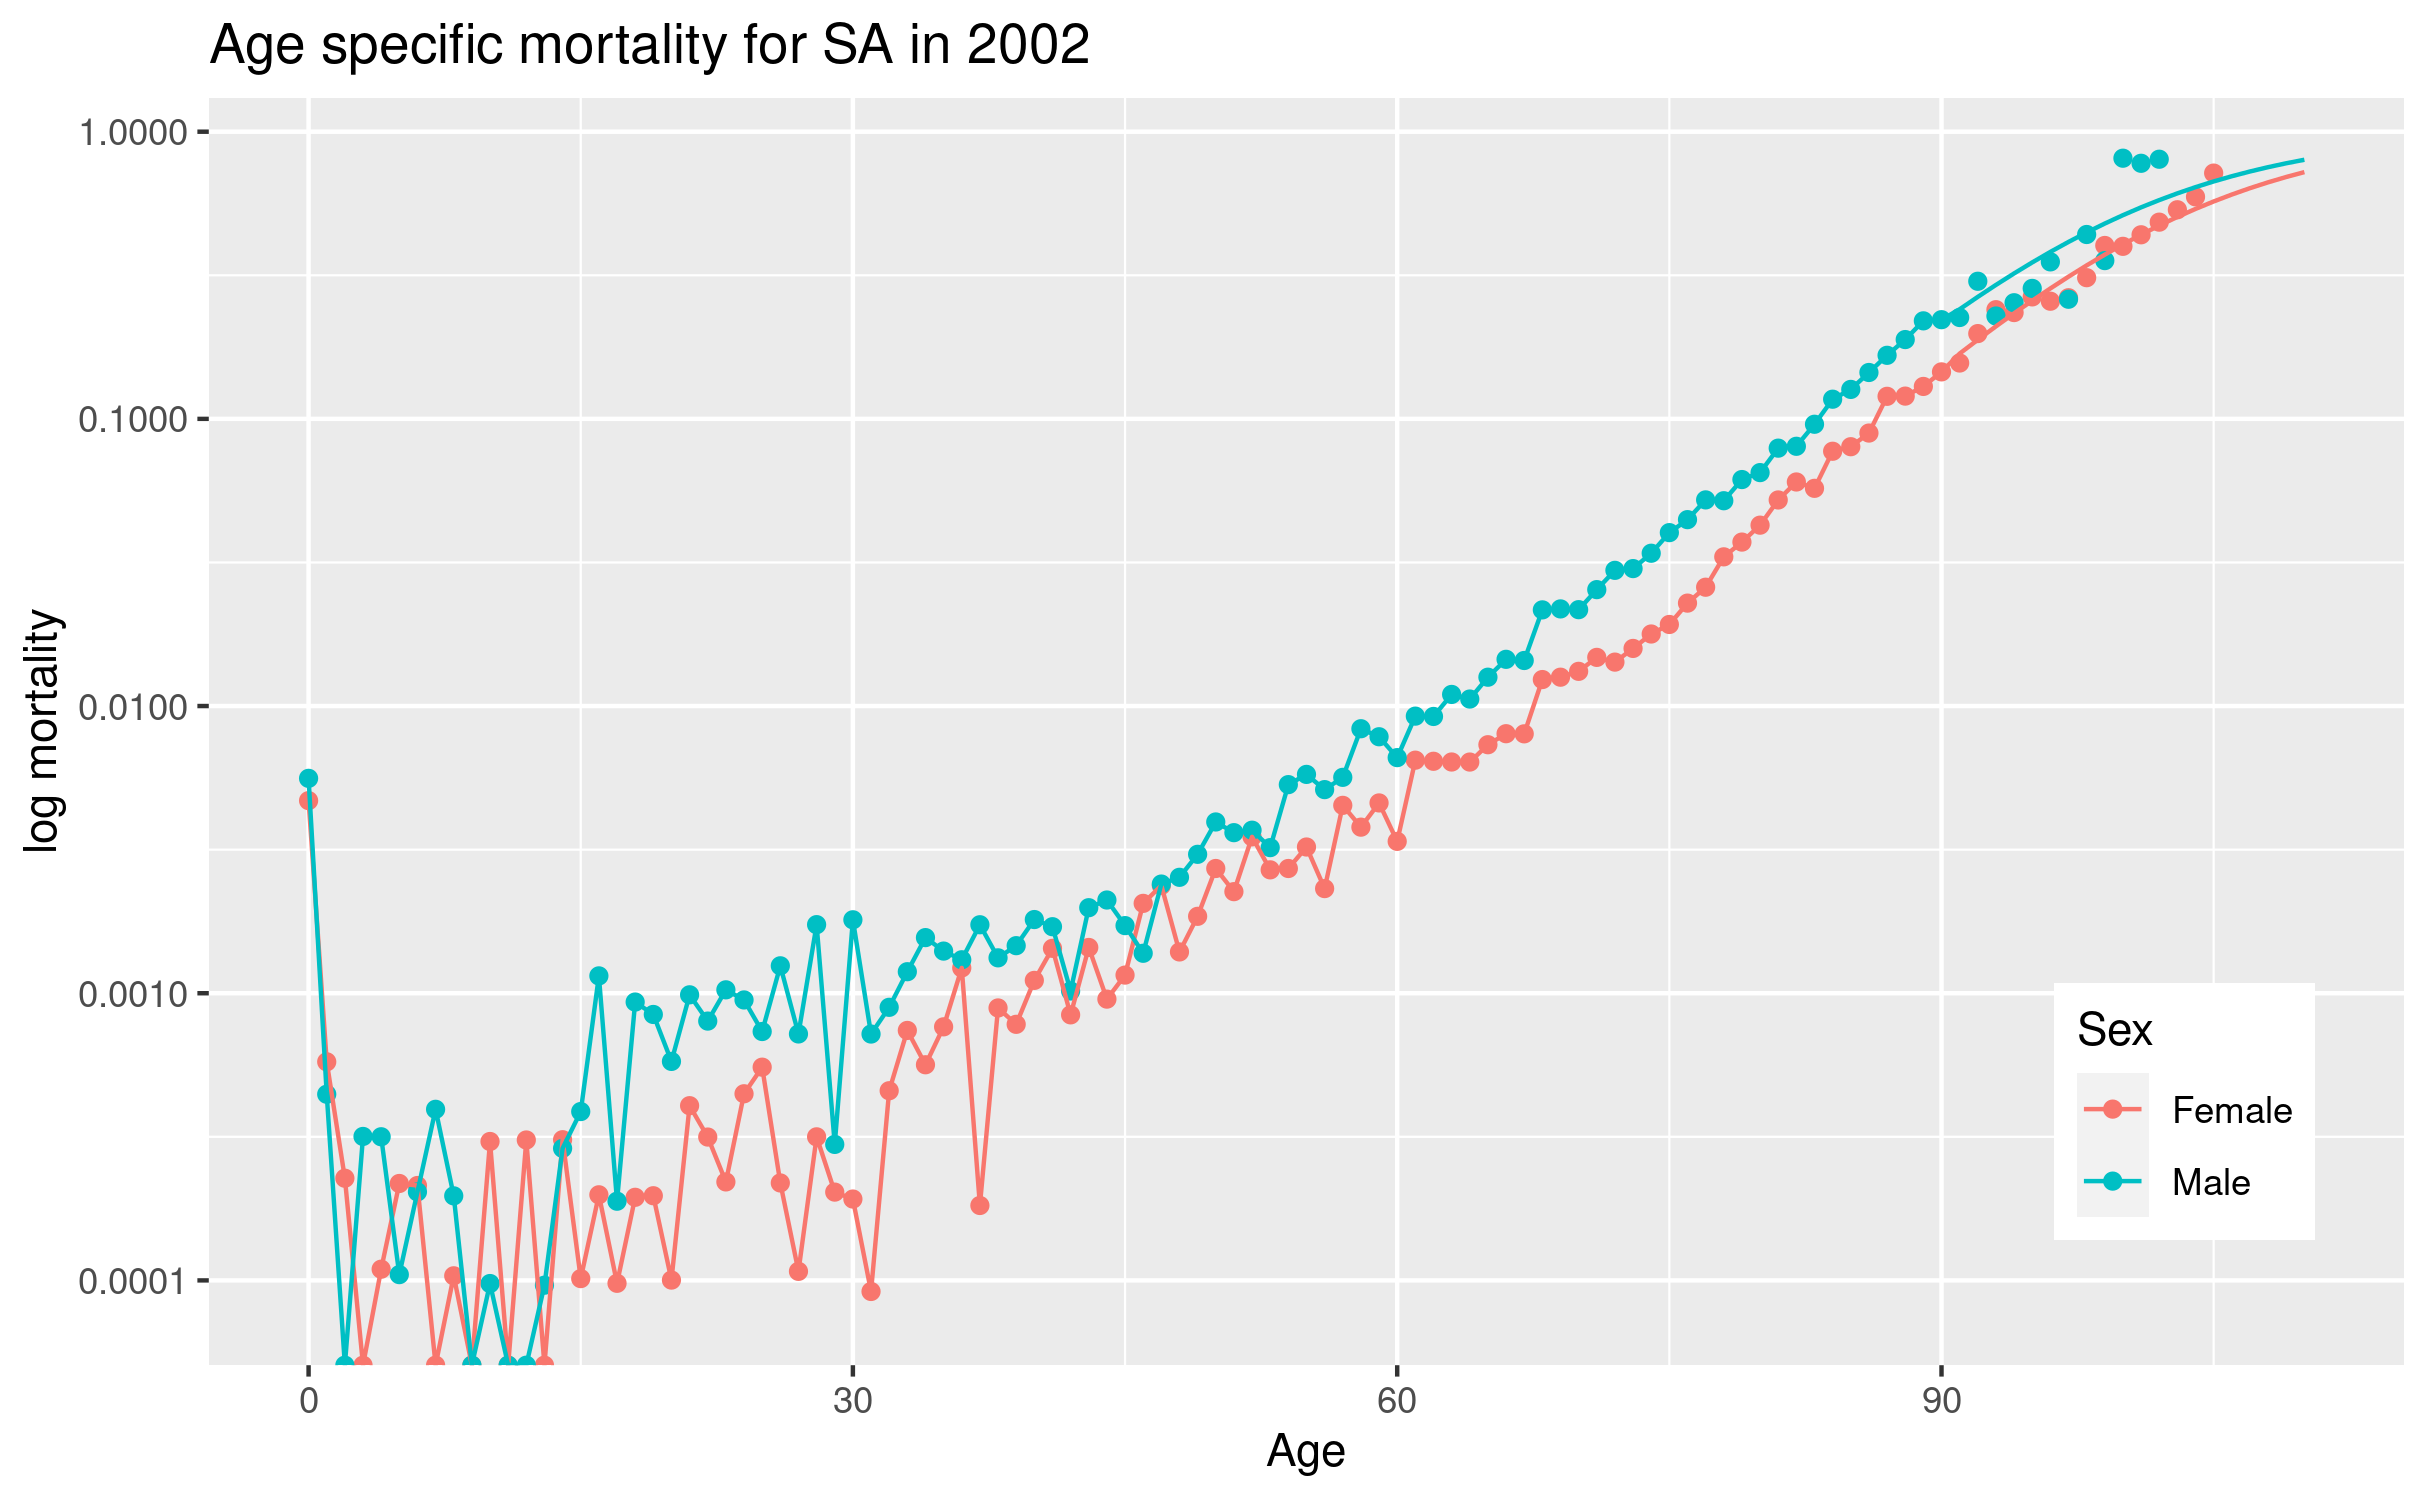 Age specific mortality for SA in 2002
1.0000
0.1000
0.0100
0.0010
0.0001
log mortality
0 30 60 90
Age
Sex
Female
Male